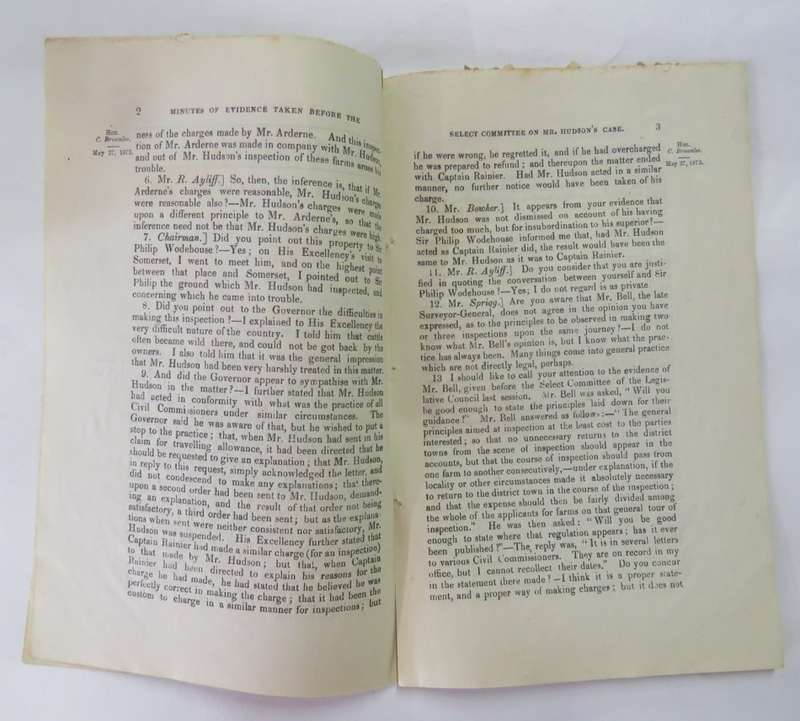 2
MINUTES OF EVIDENCE TAKEN BEFORE THE
Hon.
C. Brownlee.
May 27, 1873.
ness of the charges made by Mr. Arderne. And this inspec-
tion of Mr. Arderne was made in company with Mr. Hudson,
and out of Mr. Hudson's inspection of these farms arose his
trouble.
6. Mr. R. Ayliff.] So, then, the inference is, that if Mr.
Arderne's charges were reasonable, Mr. Hudson's charges
were reasonable also?—Mr. Hudson's charges were made
upon a different principle to Mr. Arderne's, so that the
inference need not be that Mr. Hudson's charges were high.
7. Chairman.] Did you point out this property to Sir
Philip Wodehouse?—Yes; on His Excellency's visit to
Somerset, I went to meet him, and on the highest point
between that place and Somerset, I pointed out to Sir
Philip the ground which Mr. Hudson had inspected, and
concerning which he came into trouble.
8. Did you point out to the Governor the difficulties in
making this inspection?—I explained to His Excellency the
very difficult nature of the country. I told him that cattle
often became wild there, and could not be got back by the
owners. I also told him that it was the general impression
that Mr. Hudson had been very harshly treated in this matter.
9. And did the Governor appear to sympathise with Mr.
Hudson in the matter?—I further stated that Mr. Hudson
had acted in conformity with what was the practice of all
Civil Commissioners under similar circumstances. The
Governor said he was aware of that, but he wished to put a
stop to the practice; that, when Mr. Hudson had sent in his
claim for travelling allowance, it had been directed that he
should be requested to give an explanation; that Mr. Hudson,
in reply to this request, simply acknowledged the letter, and
did not condescend to make any explanations; that there-
upon a second order had been sent to Mr. Hudson, demand-
ing an explanation, and the result of that order not being
satisfactory, a third order had been sent; but as the explana-
tions when sent were neither consistent nor satisfactory, Mr.
Hudson was suspended. His Excellency further stated that
Captain Rainier had made a similar charge (for an inspection)
to that made by Mr. Hudson; but that, when Captain
Rainier had been directed to explain his reasons for the
charge he had made, he had stated that he believed he was
perfectly correct in making the charge; that it had been the
custom to charge in a similar manner for inspections; but
SELECT COMMITTEE ON MR. HUDSON'S CASE.
3
if he were wrong, he regretted it, and if he had overcharged
he was prepared to refund; and thereupon the matter ended
with Captain Rainier. Had Mr. Hudson acted in a similar
manner, no further notice would have been taken of his
charge.
Hon.
C. Brownlee.
May 27, 1873.
10. Mr. Bowker.] It appears from your evidence that
Mr. Hudson was not dismissed on account of his having
charged too much, but for insubordination to his superior?—
Sir Philip Wodehouse informed me that, had Mr. Hudson
acted as Captain Rainier did, the result would have been the
same to Mr. Hudson as it was to Captain Rainier.
11. Mr. R. Ayliff.] Do you consider that you are justi-
fied in quoting the conversation between yourself and Sir
Philip Wodehouse?—Yes; I do not regard is as private.
12. Mr. Sprigg.] Are you aware that Mr. Bell, the late
Surveyor-General, does not agree in the opinion you have
expressed, as to the principles to be observed in making two
or three inspections upon the same journey?—I do not
know what Mr. Bell's opinion is, but I know what the prac-
tice has always been. Many things come into general practice
which are not directly legal, perhaps.
13 I should like to call your attention to the evidence of
Mr. Bell, given before the Select Committee of the Legis-
lative Council last session. Mr. Bell was asked, "Will you
be good enough to state the principles laid down for their
guidance?" Mr. Bell answered as follows:—"The general
principles aimed at inspection at the least cost to the parties
interested; so that no unnecessary returns to the district
towns from the scene of inspection should appear in the
accounts, but that the course of inspection should pass from
one farm to another consecutively,—under explanation, if the
locality or other circumstances made it absolutely necessary
to return to the district town in the course of the inspection;
and that the expense should then be fairly divided among
the whole of the applicants for farms on that general tour of
inspection." He was then asked: "Will you be good
enough to state where that regulation appears; has it ever
been published?"—The reply was, "It is in several letters
to various Civil Commissioners. They are on record in my
office, but I cannot recollect their dates." Do you concur
in the statement there made?—I think it is a proper state-
ment, and a proper way of making charges; but it does not